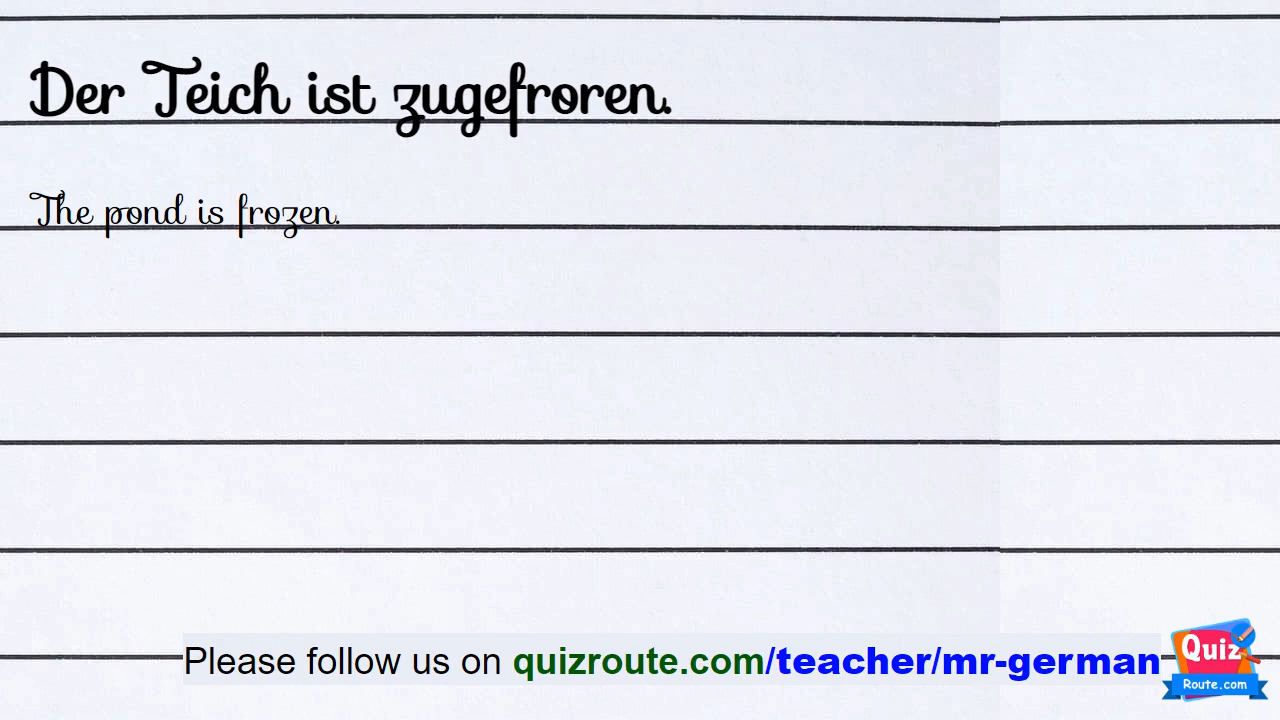 Der Teich ist zugefroren.
The pond is frozen.
Please follow us on quizroute.com/teacher/mr-german
Quiz
Route.com